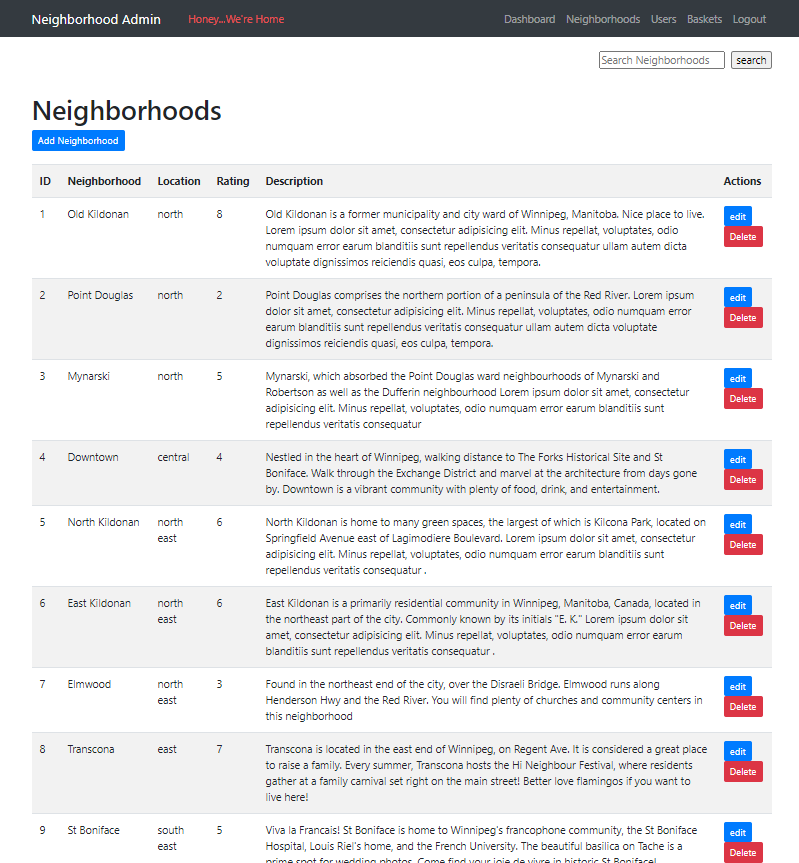 Neighborhood Admin Honey...We're Home Dashboard Neighborhoods Users Baskets Logout
Search Neighborhoods search
Neighborhoods
Add Neighborhood
ID Neighborhood Location Rating Description Actions
1 Old Kildonan north 8 Old Kildonan is a former municipality and city ward of Winnipeg, Manitoba. Nice place to live. edit
Lorem ipsum dolor sit amet, consectetur adipisicing elit. Minus repellat, voluptates, odio Delete
numquam error earum blanditiis sunt repellendus veritatis consequatur ullam autem dicta
voluptate dignissimos reiciendis quasi, eos culpa, tempora.
2 Point Douglas north 2 Point Douglas comprises the northern portion of a peninsula of the Red River. Lorem ipsum edit
dolor sit amet, consectetur adipisicing elit. Minus repellat, voluptates, odio numquam error Delete
earum blanditiis sunt repellendus veritatis consequatur ullam autem dicta voluptate
dignissimos reiciendis quasi, eos culpa, tempora.
3 Mynarski north 5 Mynarski, which absorbed the Point Douglas ward neighbourhoods of Mynarski and edit
Robertson as well as the Dufferin neighbourhood Lorem ipsum dolor sit amet, consectetur Delete
adipisicing elit. Minus repellat, voluptates, odio numquam error earum blanditiis sunt
repellendus veritatis consequatur
4 Downtown central 4 Nestled in the heart of Winnipeg, walking distance to The Forks Historical Site and St edit
Boniface. Walk through the Exchange District and marvel at the architecture from days gone Delete
by. Downtown is a vibrant community with plenty of food, drink, and entertainment.
5 North Kildonan north 6 North Kildonan is home to many green spaces, the largest of which is Kilcona Park, located on edit
east Springfield Avenue east of Lagimodiere Boulevard. Lorem ipsum dolor sit amet, consectetur Delete
adipisicing elit. Minus repellat, voluptates, odio numquam error earum blanditiis sunt
repellendus veritatis consequatur .
6 East Kildonan north 6 East Kildonan is a primarily residential community in Winnipeg, Manitoba, Canada, located in edit
east the northeast part of the city. Commonly known by its initials "E. K." Lorem ipsum dolor sit Delete
amet, consectetur adipisicing elit. Minus repellat, voluptates, odio numquam error earum
blanditiis sunt repellendus veritatis consequatur .
7 Elmwood north 3 Found in the northeast end of the city, over the Disraeli Bridge. Elmwood runs along edit
east Henderson Hwy and the Red River. You will find plenty of churches and community centers in Delete
this neighborhood
8 Transcona east 7 Transcona is located in the east end of Winnipeg, on Regent Ave. It is considered a great place edit
to raise a family. Every summer, Transcona hosts the Hi Neighbour Festival, where residents Delete
gather at a family carnival set right on the main street! Better love flamingos if you want to
live here!
9 St Boniface south 5 Viva la Francais! St Boniface is home to Winnipeg's francophone community, the St Boniface edit
east Hospital, Louis Riel's home, and the French University. The beautiful basilica on Tache is a Delete
prime spot for wedding photos. Come find your joie de vivre in historic St Boniface!